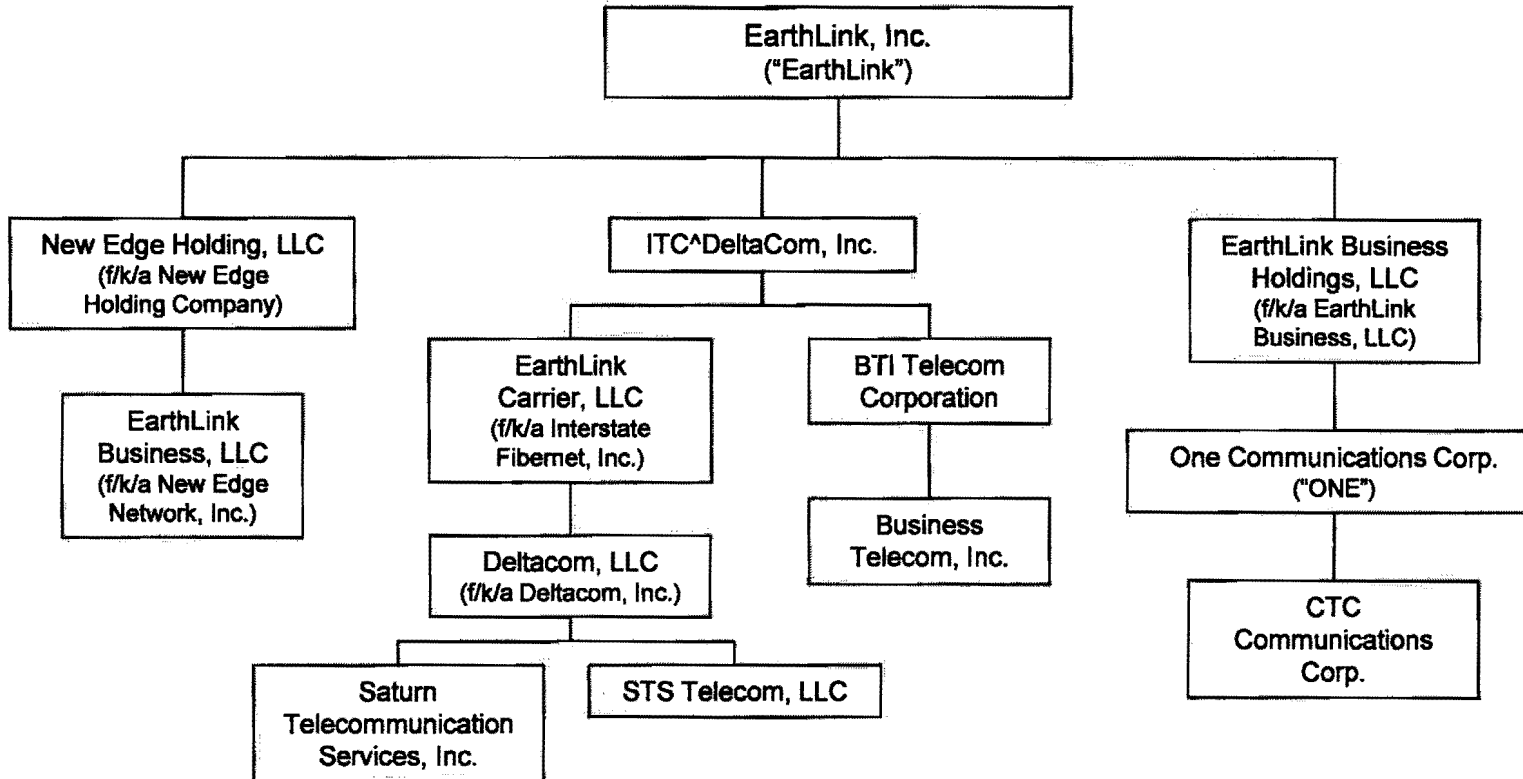 EarthLink, Inc.
("EarthLink")
New Edge Holding, LLC
(f/k/a New Edge
Holding Company)
ITC^DeltaCom, Inc.
EarthLink Business
Holdings, LLC
(f/k/a EarthLink
Business, LLC)
EarthLink
Business, LLC
(f/k/a New Edge
Network, Inc.)
EarthLink
Carrier, LLC
(f/k/a Interstate
Fibernet, Inc.)
BTI Telecom
Corporation
One Communications Corp.
("ONE")
Deltacom, LLC
(f/k/a Deltacom, Inc.)
Business
Telecom, Inc.
CTC
Communications
Corp.
Saturn
Telecommunication
Services, Inc.
STS Telecom, LLC